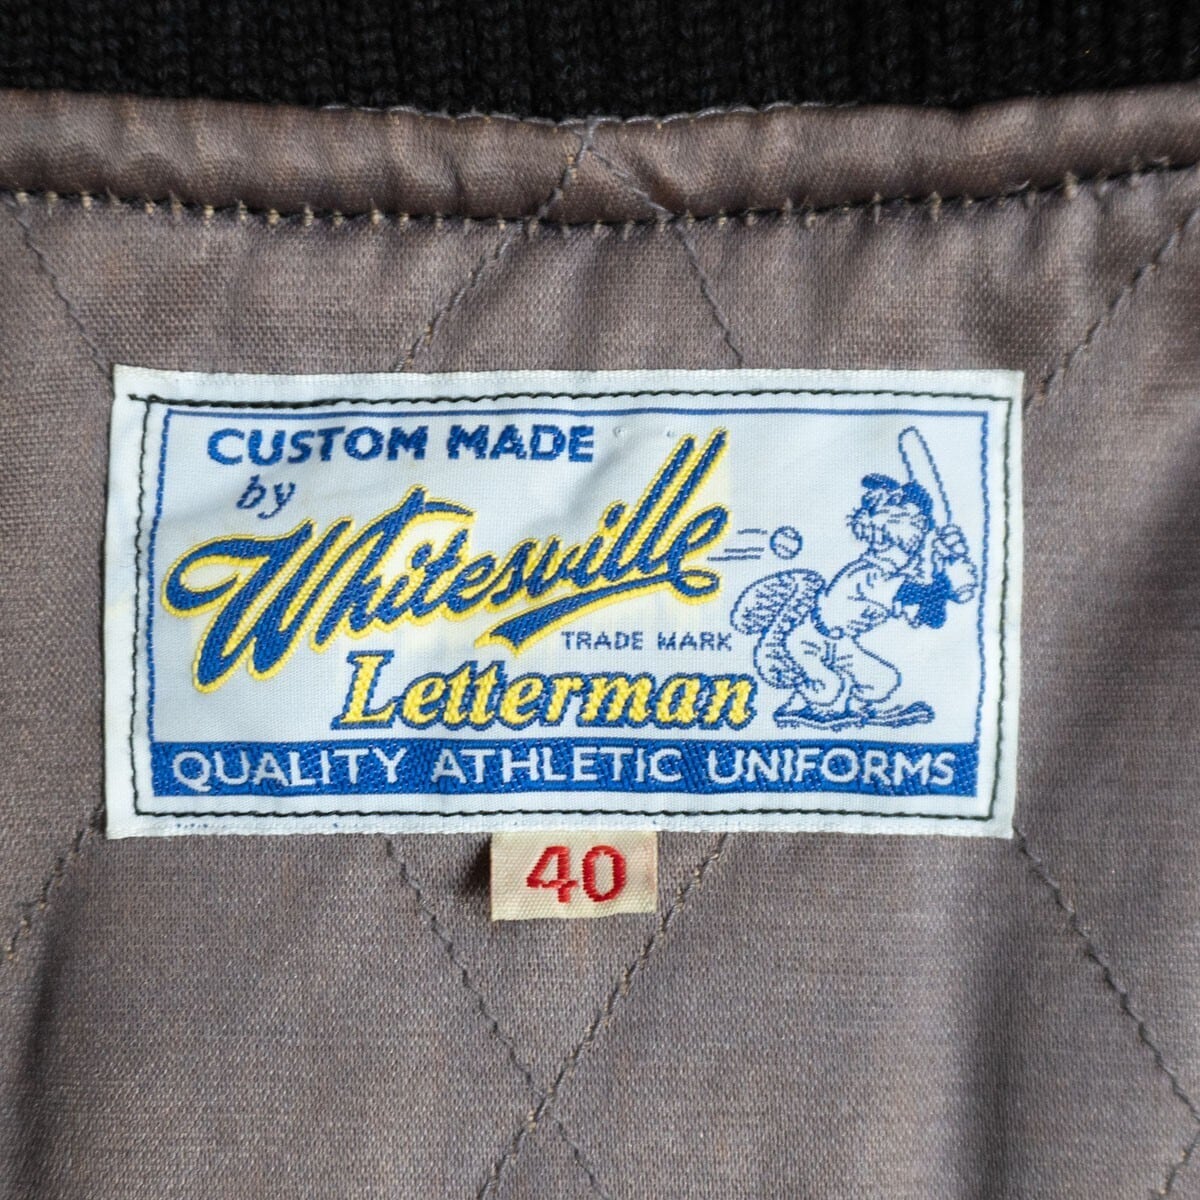 CUSTOM MADE
by
Whitesville
TRADE MARK
Letterman
QUALITY ATHLETIC UNIFORMS
40